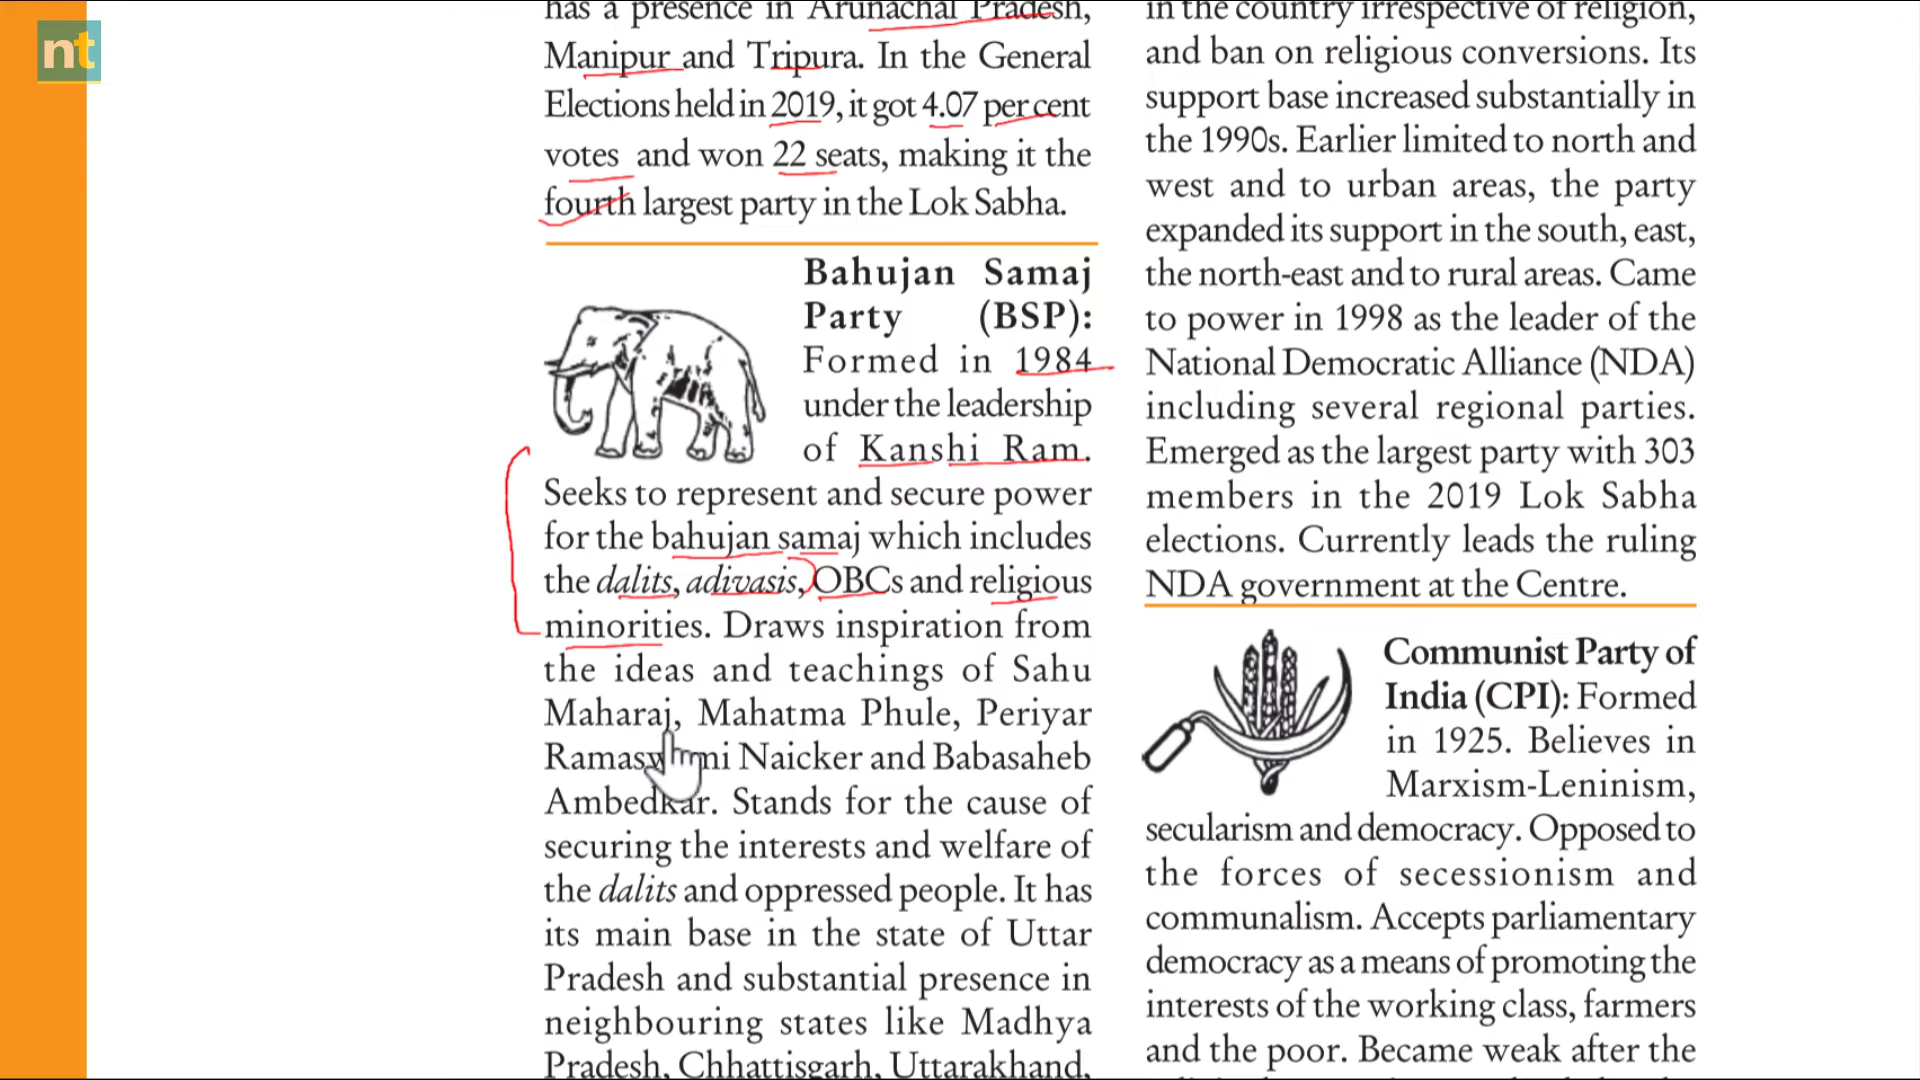 nt
has a presence in Arunachal Pradesh,
Manipur and Tripura. In the General
Elections held in 2019, it got 4.07 per cent
votes and won 22 seats, making it the
fourth largest party in the Lok Sabha.
Bahujan Samaj
Party (BSP):
Formed in 1984
under the leadership
of Kanshi Ram.
Seeks to represent and secure power
for the bahujan samaj which includes
the dalits, adivasis, OBCs and religious
minorities. Draws inspiration from
the ideas and teachings of Sahu
Maharaj, Mahatma Phule, Periyar
Ramaswami Naicker and Babasaheb
Ambedkar. Stands for the cause of
securing the interests and welfare of
the dalits and oppressed people. It has
its main base in the state of Uttar
Pradesh and substantial presence in
neighbouring states like Madhya
Pradesh, Chhattisgarh, Uttarakhand,
in the country irrespective of religion,
and ban on religious conversions. Its
support base increased substantially in
the 1990s. Earlier limited to north and
west and to urban areas, the party
expanded its support in the south, east,
the north-east and to rural areas. Came
to power in 1998 as the leader of the
National Democratic Alliance (NDA)
including several regional parties.
Emerged as the largest party with 303
members in the 2019 Lok Sabha
elections. Currently leads the ruling
NDA government at the Centre.
Communist Party of
India (CPI): Formed
in 1925. Believes in
Marxism-Leninism,
secularism and democracy. Opposed to
the forces of secessionism and
communalism. Accepts parliamentary
democracy as a means of promoting the
interests of the working class, farmers
and the poor. Became weak after the